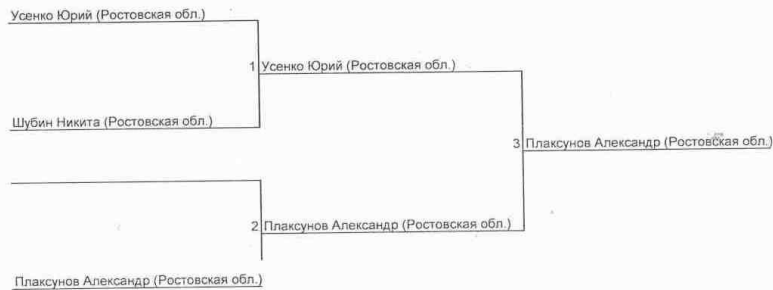 Усенко Юрий (Ростовская обл.)
1 Усенко Юрий (Ростовская обл.)
Шубин Никита (Ростовская обл.)
3 Плаксунов Александр (Ростовская обл.)
2 Плаксунов Александр (Ростовская обл.)
Плаксунов Александр (Ростовская обл.)